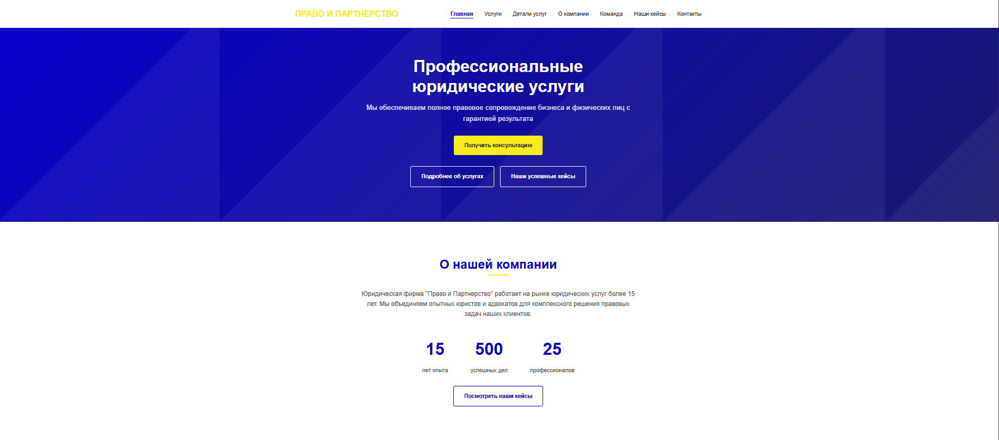 ПРАВО И ПАРТНЕРСТВО
Главная Услуги Детали услуг О компании Команда Наши кейсы Контакты
Профессиональные
юридические услуги
Мы обеспечиваем полное правовое сопровождение бизнеса и физических лиц с
гарантией результата
Получить консультацию
Подробнее об услугах
Наши успешные кейсы
О нашей компании
Юридическая фирма "Право и Партнерство" работает на рынке юридических услуг более 15
лет. Мы объединяем опытных юристов и адвокатов для комплексного решения правовых
задач наших клиентов.
15 500 25
лет опыта успешных дел профессионалов
Посмотреть наши кейсы